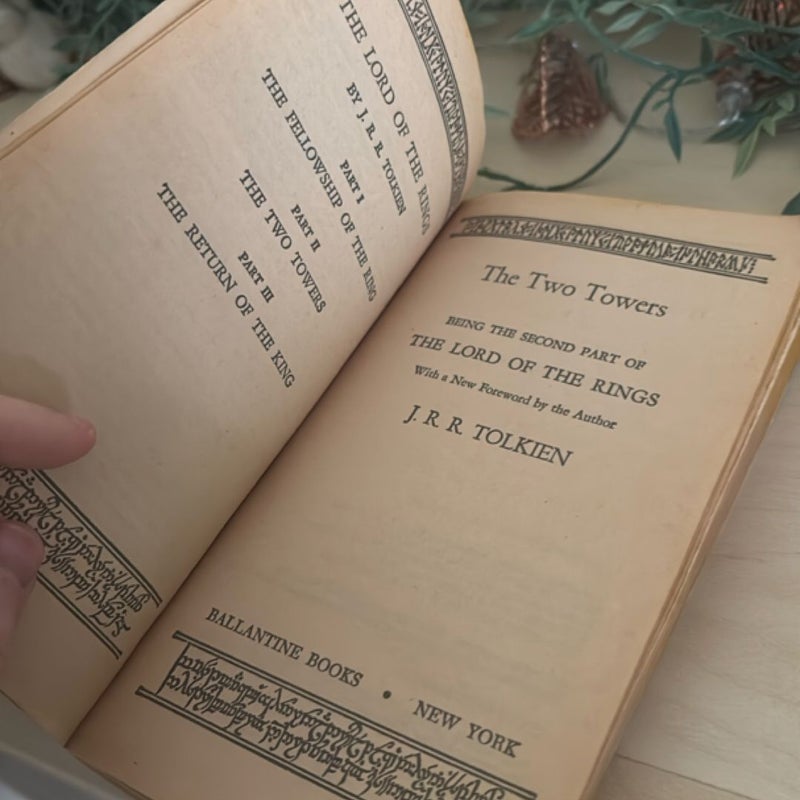 THE LORD OF THE RINGS
BY J. R. R. TOLKIEN
PART I
THE FELLOWSHIP OF THE RING
PART II
THE TWO TOWERS
PART III
THE RETURN OF THE KING
The Two Towers
BEING THE SECOND PART OF
THE LORD OF THE RINGS
With a New Foreword by the Author
J. R. R. TOLKIEN
BALLANTINE BOOKS • NEW YORK